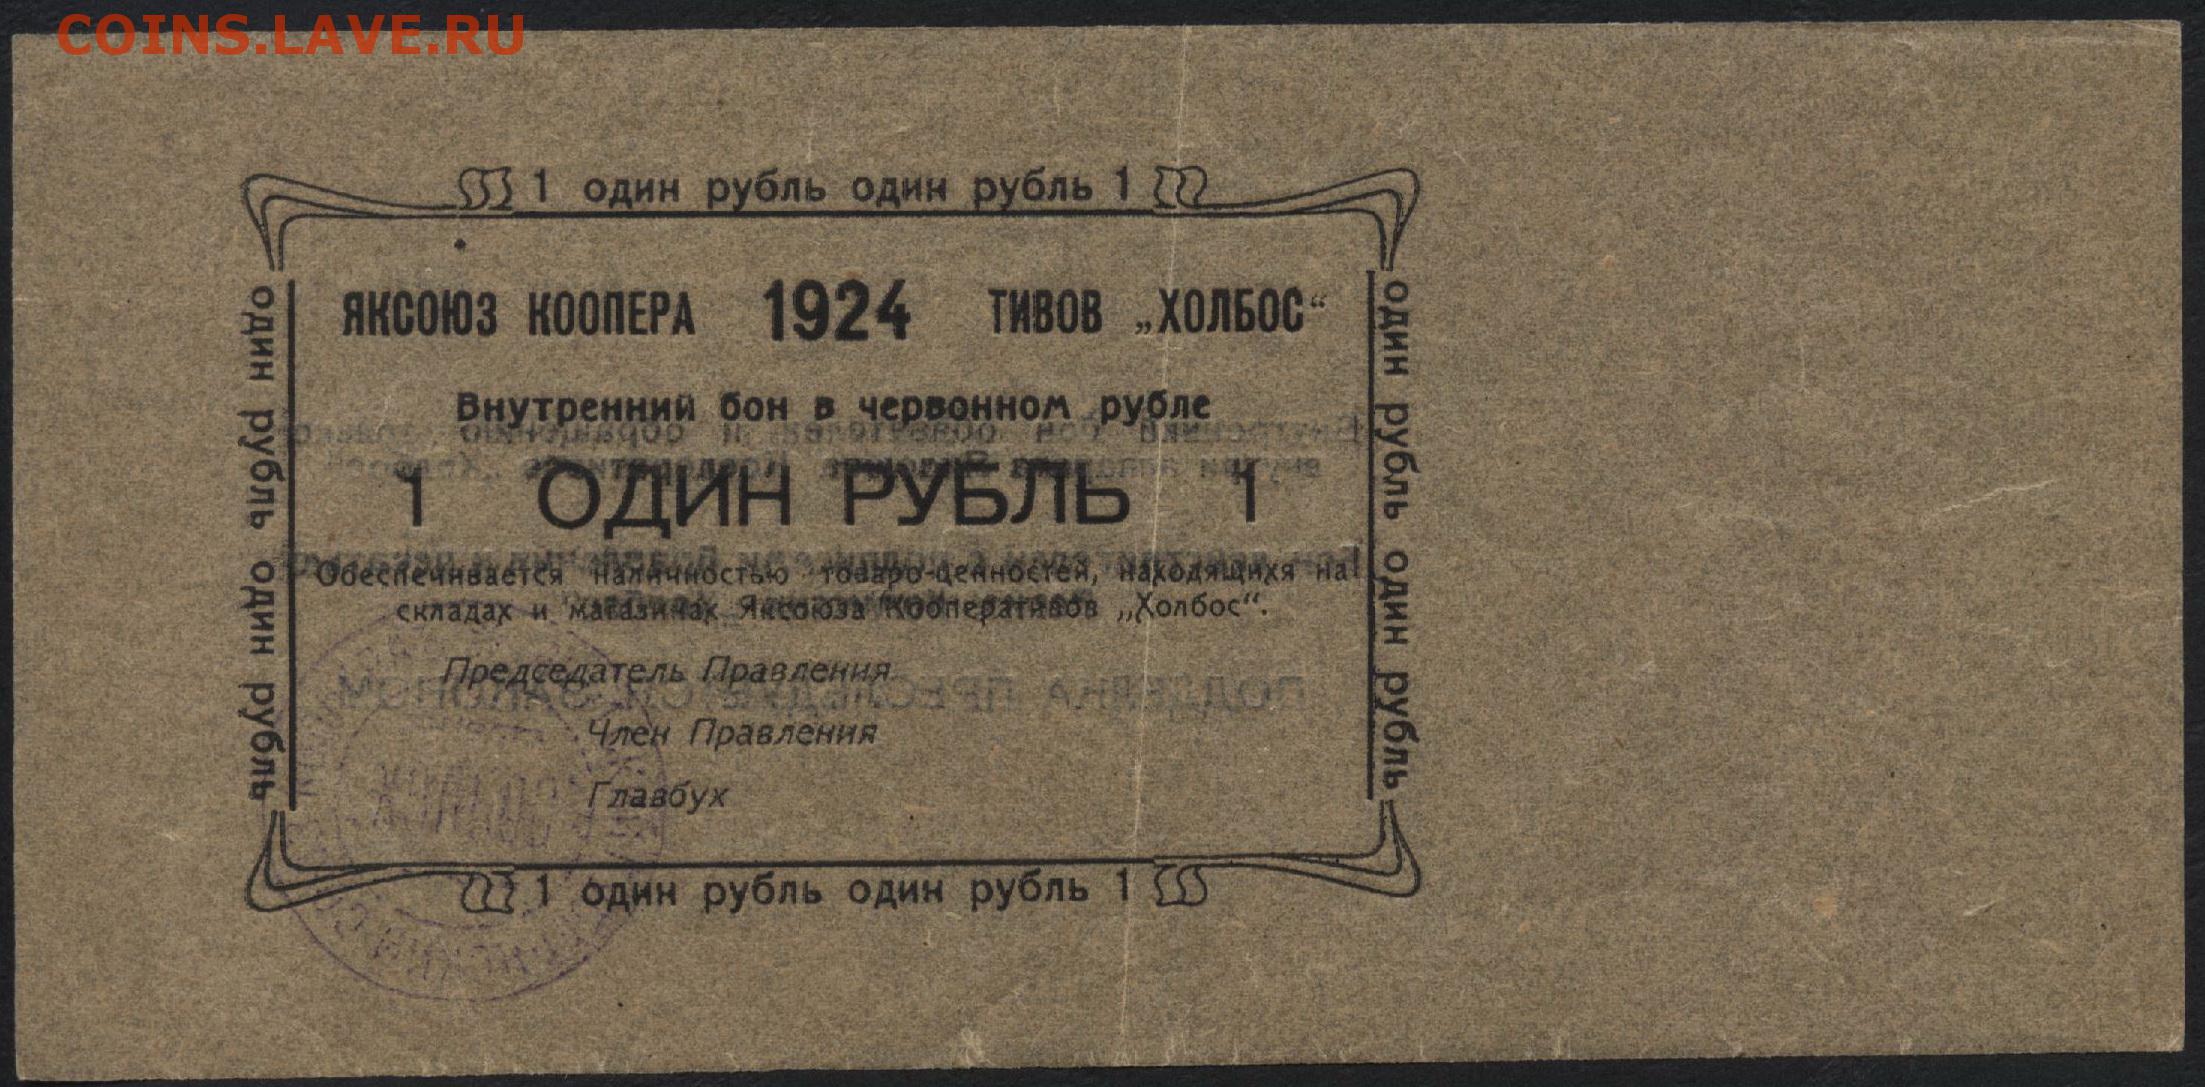 COINS.LAVE.RU
1 один рубль один рубль 1
один рубль один рубль
один рубль один рубль
ЯКСОЮЗ КООПЕРА 1924 ТИВОВ „ХОЛБОС“
Внутренний бон в червонном рубле
1 ОДИН РУБЛЬ 1
Обеспечивается наличностью товаро-ценностей, находящихся на
складах и магазинах Яксоюза Кооперативов „Холбос“.
Председатель Правления
Член Правления
Главбух
1 один рубль один рубль 1